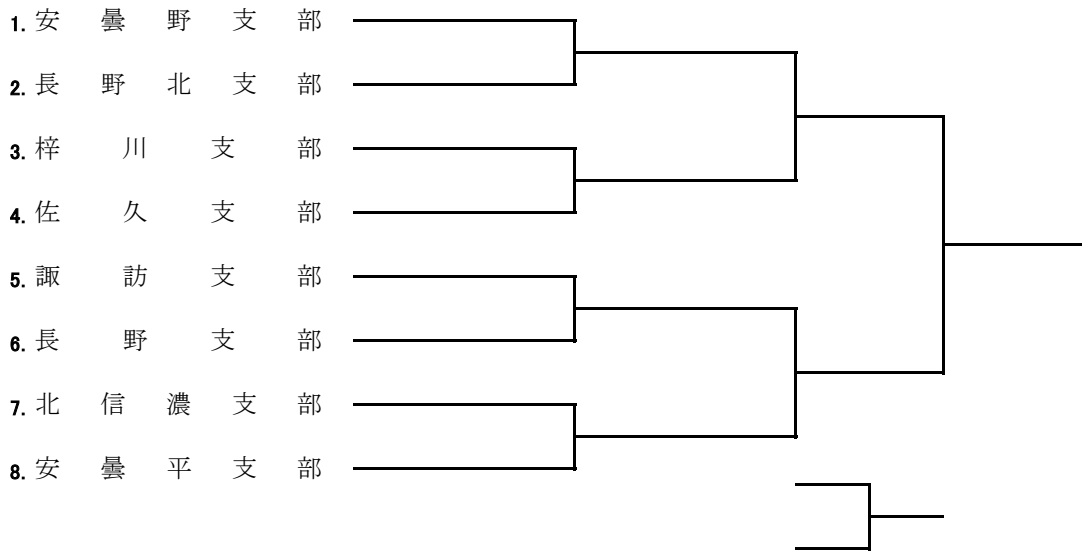 1. 安曇野支部
2. 長野北支部
3. 梓川支部
4. 佐久支部
5. 諏訪支部
6. 長野支部
7. 北信濃支部
8. 安曇平支部